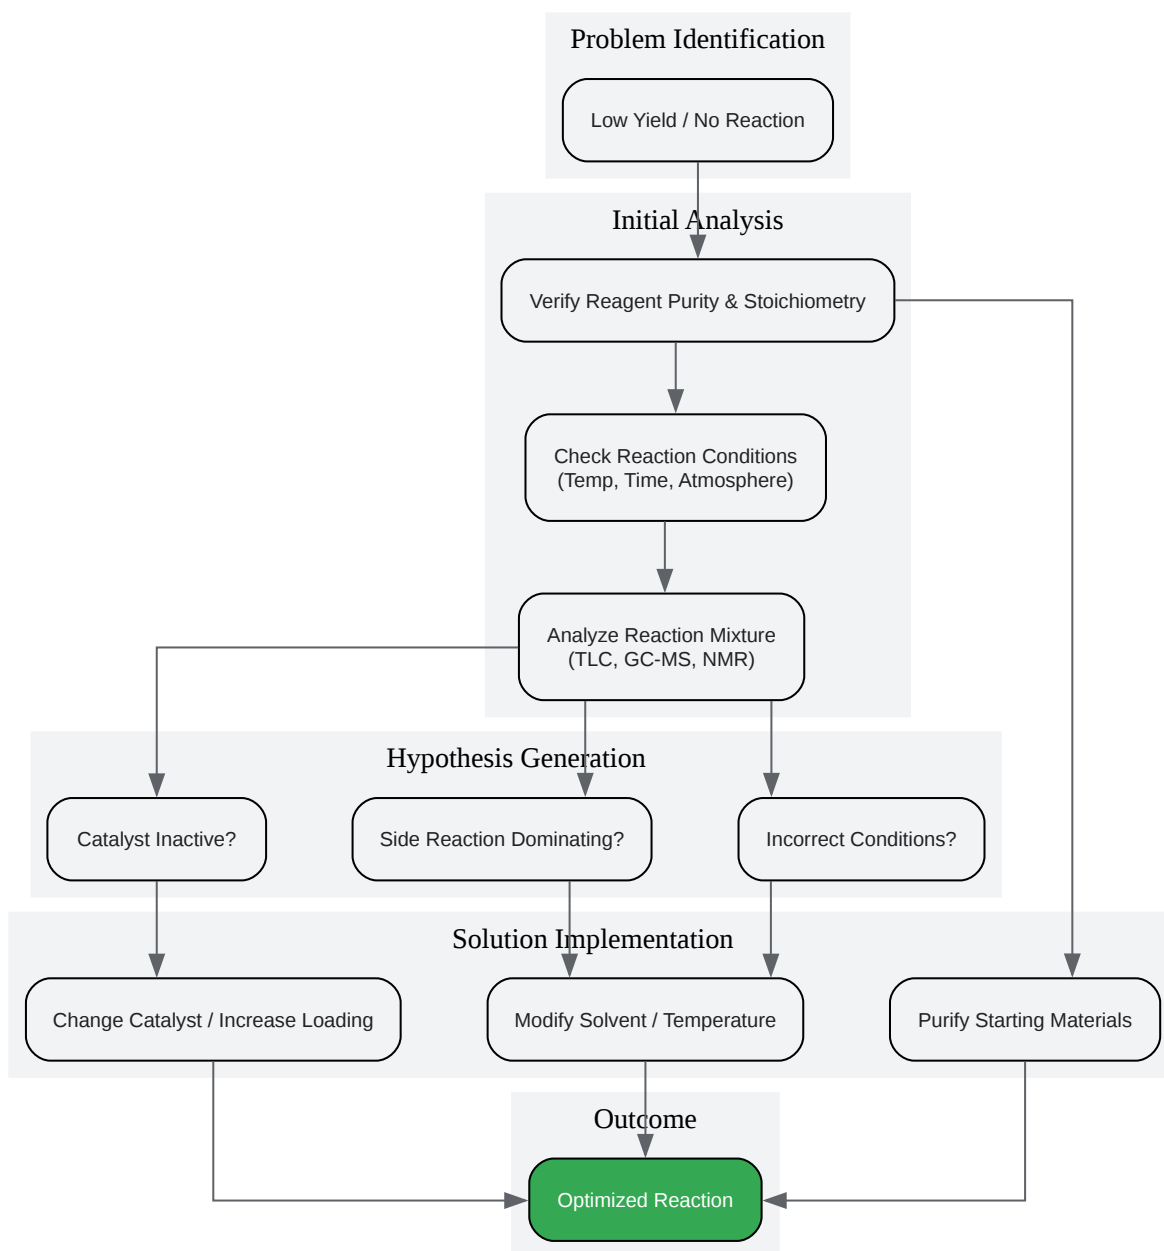 Problem Identification
Low Yield / No Reaction
Initial Analysis
Verify Reagent Purity & Stoichiometry
Check Reaction Conditions
(Temp, Time, Atmosphere)
Analyze Reaction Mixture
(TLC, GC-MS, NMR)
Hypothesis Generation
Catalyst Inactive?
Side Reaction Dominating?
Incorrect Conditions?
Solution Implementation
Change Catalyst / Increase Loading
Modify Solvent / Temperature
Purify Starting Materials
Outcome
Optimized Reaction